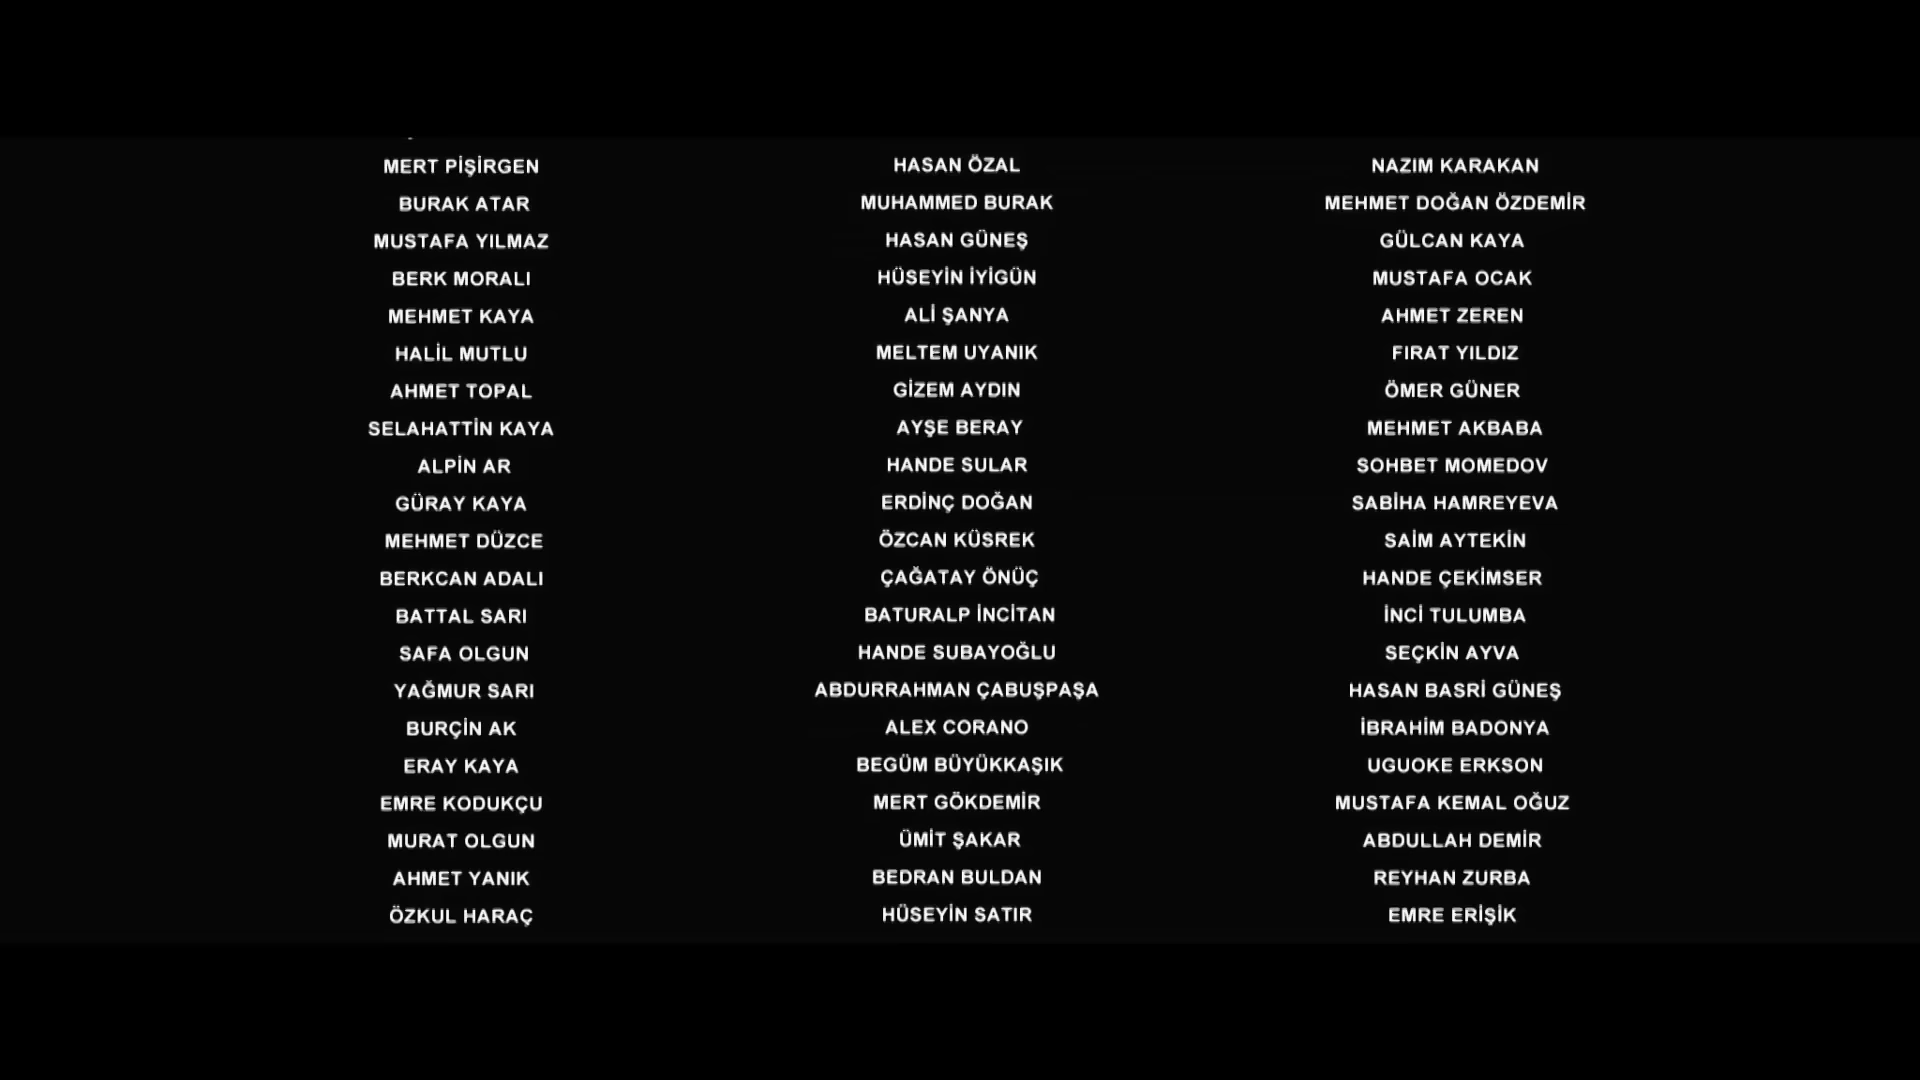 MERT PİŞİRGEN
BURAK ATAR
MUSTAFA YILMAZ
BERK MORALI
MEHMET KAYA
HALİL MUTLU
AHMET TOPAL
SELAHATTİN KAYA
ALPİN AR
GÜRAY KAYA
MEHMET DÜZCE
BERKCAN ADALI
BATTAL SARI
SAFA OLGUN
YAĞMUR SARI
BURÇİN AK
ERAY KAYA
EMRE KODUKÇU
MURAT OLGUN
AHMET YANIK
ÖZKUL HARAÇ
HASAN ÖZAL
MUHAMMED BURAK
HASAN GÜNEŞ
HÜSEYİN İYİGÜN
ALİ ŞANYA
MELTEM UYANIK
GİZEM AYDIN
AYŞE BERAY
HANDE SULAR
ERDİNÇ DOĞAN
ÖZCAN KÜSREK
ÇAĞATAY ÖNÜÇ
BATURALP İNCİTAN
HANDE SUBAYOĞLU
ABDURRAHMAN ÇABUŞPAŞA
ALEX CORANO
BEGÜM BÜYÜKKAŞIK
MERT GÖKDEMİR
ÜMİT ŞAKAR
BEDRAN BULDAN
HÜSEYİN SATIR
NAZIM KARAKAN
MEHMET DOĞAN ÖZDEMİR
GÜLCAN KAYA
MUSTAFA OCAK
AHMET ZEREN
FIRAT YILDIZ
ÖMER GÜNER
MEHMET AKBABA
SOHBET MOMEDOV
SABİHA HAMREYEVA
SAİM AYTEKİN
HANDE ÇEKİMSER
İNCİ TULUMBA
SEÇKİN AYVA
HASAN BASRİ GÜNEŞ
İBRAHİM BADONYA
UGUOKE ERKSON
MUSTAFA KEMAL OĞUZ
ABDULLAH DEMİR
REYHAN ZURBA
EMRE ERİŞİK